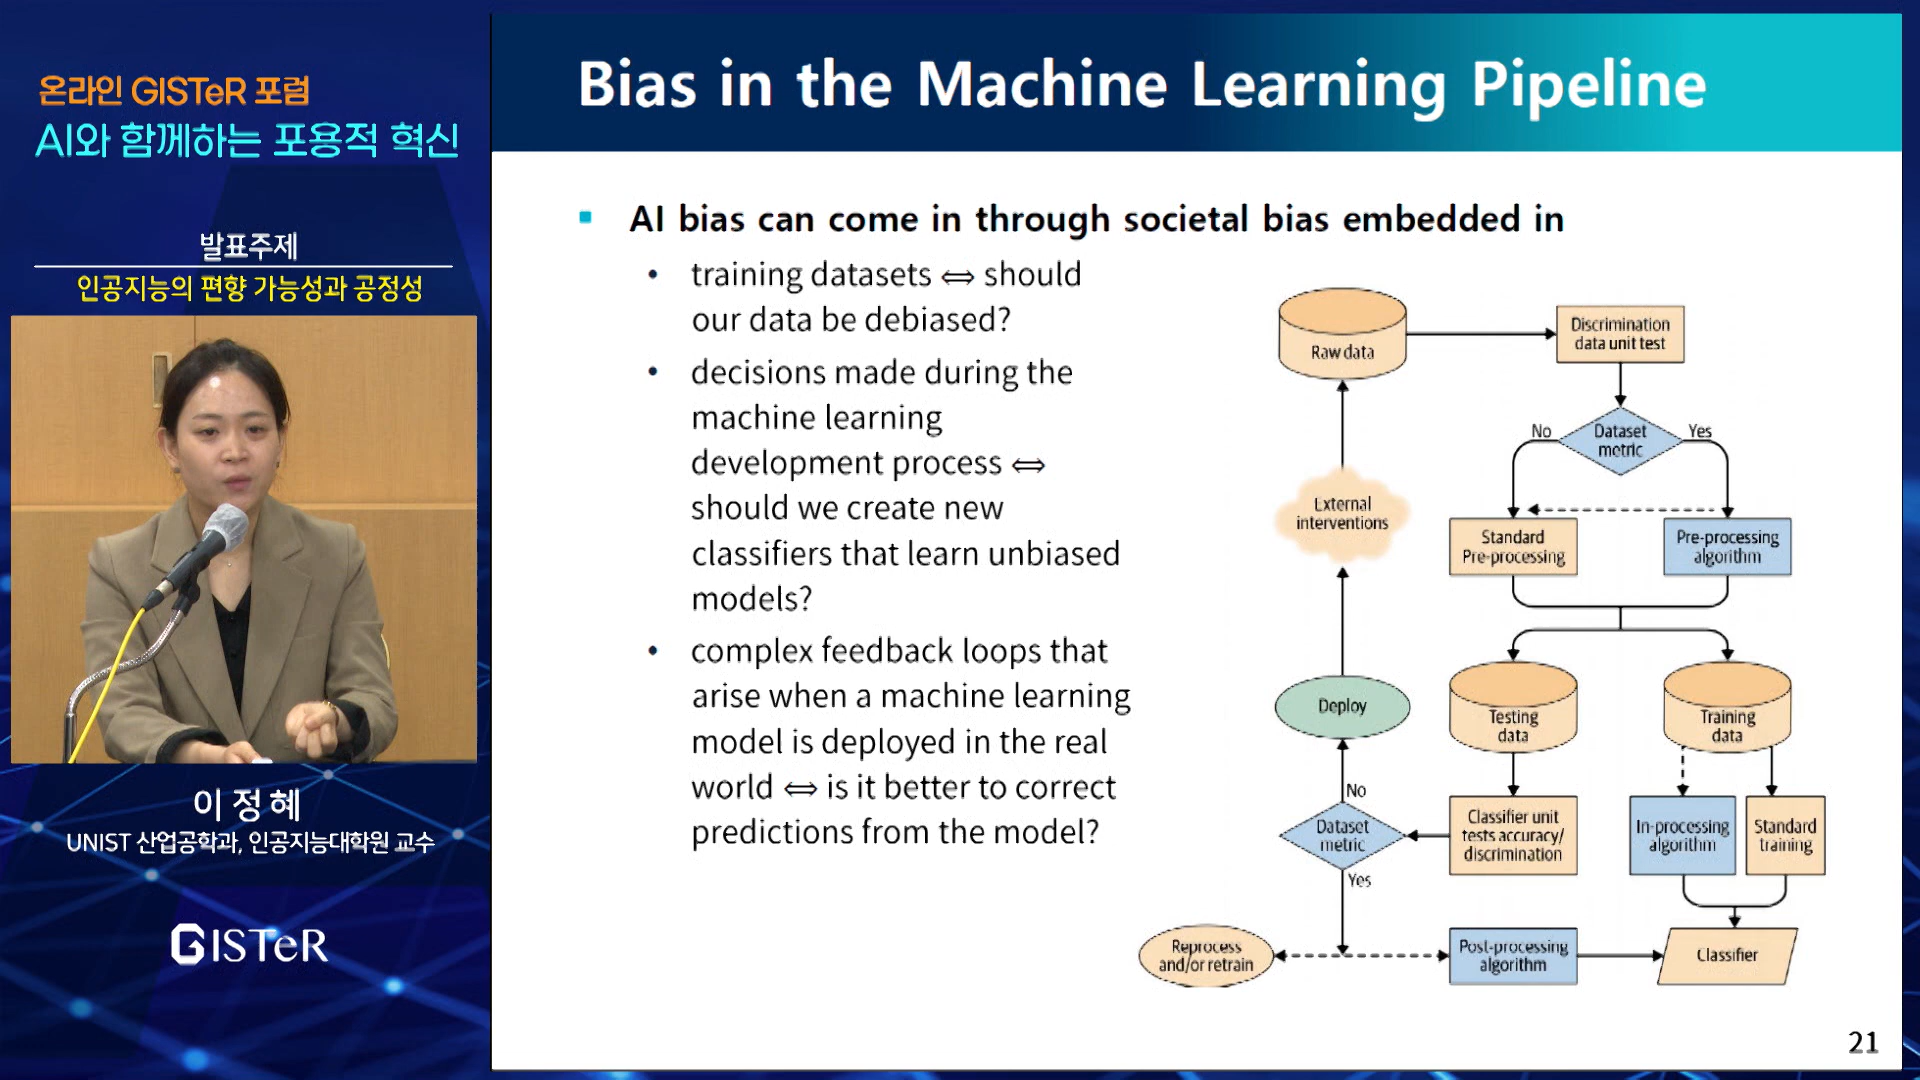 온라인 GISTeR 포럼
AI와 함께하는 포용적 혁신
발표주제
인공지능의 편향 가능성과 공정성
이 정 혜
UNIST 산업공학과, 인공지능대학원 교수
GISTeR
Bias in the Machine Learning Pipeline
AI bias can come in through societal bias embedded in
training datasets ⇔ should
our data be debiased?
decisions made during the
machine learning
development process ⇔
should we create new
classifiers that learn unbiased
models?
complex feedback loops that
arise when a machine learning
model is deployed in the real
world ⇔ is it better to correct
predictions from the model?
Raw data
Discrimination
data unit test
No
Dataset
metric
Yes
External
interventions
Standard
Pre-processing
Pre-processing
algorithm
Deploy
Testing
data
Training
data
No
Dataset
metric
Yes
Classifier unit
tests accuracy/
discrimination
In-processing
algorithm
Standard
training
Reprocess
and/or retrain
Post-processing
algorithm
Classifier
21